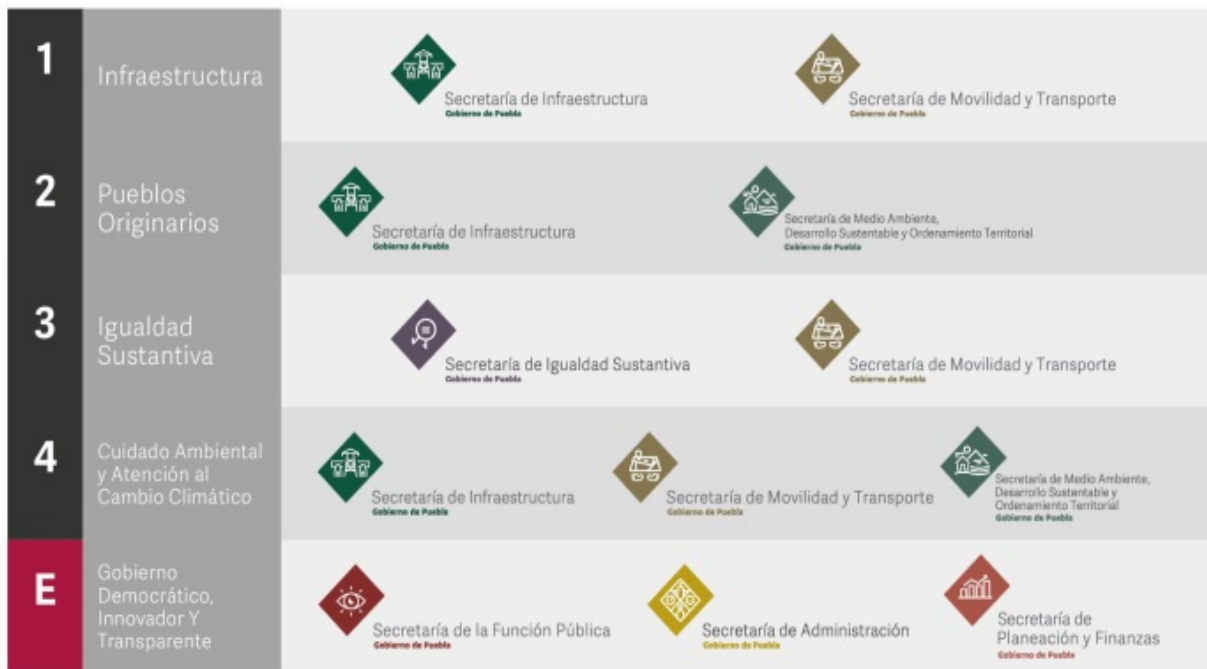 1
Infraestructura
Secretaría de Infraestructura
Gobierno de Puebla
Secretaría de Movilidad y Transporte
Gobierno de Puebla
2
Pueblos
Originarios
Secretaría de Infraestructura
Gobierno de Puebla
Secretaría de Medio Ambiente,
Desarrollo Sustentable y Ordenamiento Territorial
Gobierno de Puebla
3
Igualdad
Sustantiva
Secretaría de Igualdad Sustantiva
Gobierno de Puebla
Secretaría de Movilidad y Transporte
Gobierno de Puebla
4
Cuidado Ambiental
y Atención al
Cambio Climático
Secretaría de Infraestructura
Gobierno de Puebla
Secretaría de Movilidad y Transporte
Gobierno de Puebla
Secretaría de Medio Ambiente,
Desarrollo Sustentable y
Ordenamiento Territorial
Gobierno de Puebla
E
Gobierno
Democrático,
Innovador Y
Transparente
Secretaría de la Función Pública
Gobierno de Puebla
Secretaría de Administración
Gobierno de Puebla
Secretaría de
Planeación y Finanzas
Gobierno de Puebla